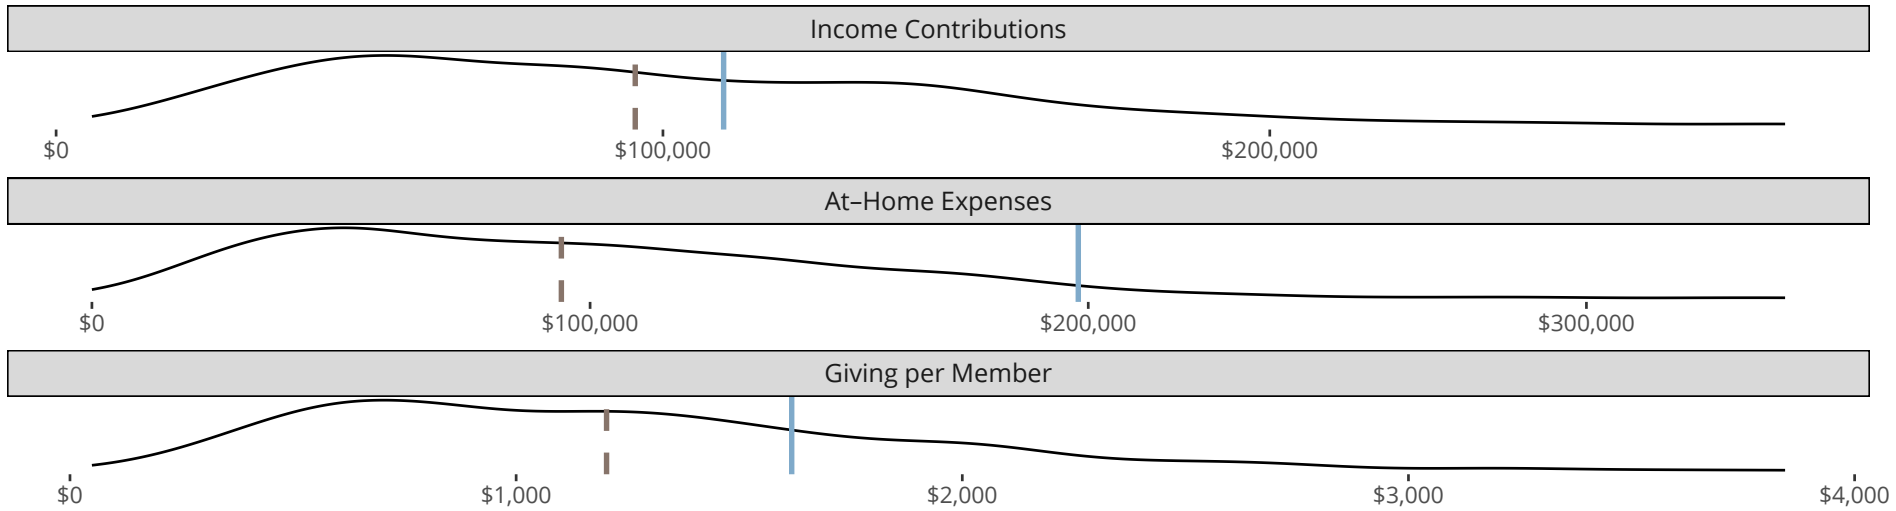 Income Contributions
$0 $100,000 $200,000
At–Home Expenses
$0 $100,000 $200,000 $300,000
Giving per Member
$0 $1,000 $2,000 $3,000 $4,000